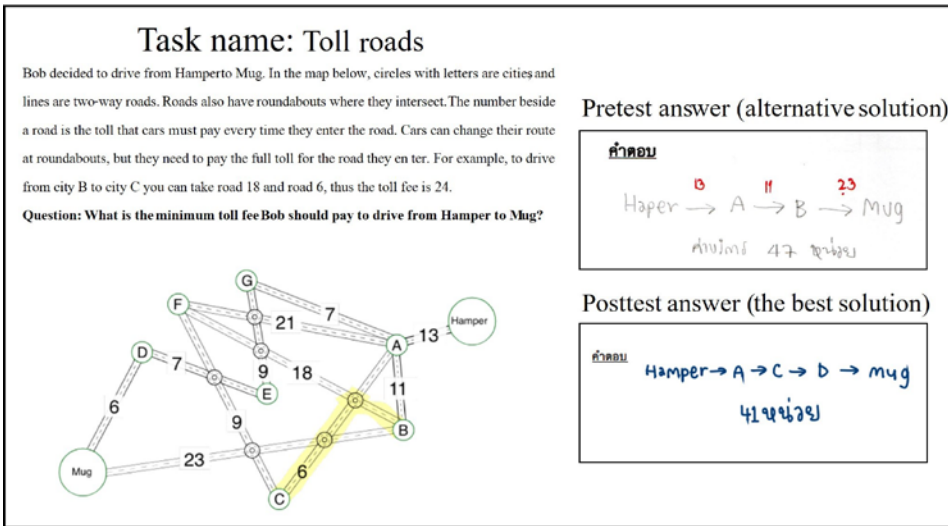 Task name: Toll roads
Bob decided to drive from Hamperto Mug. In the map below, circles with letters are cities and
lines are two-way roads. Roads also have roundabouts where they intersect. The number beside
a road is the toll that cars must pay every time they enter the road. Cars can change their route
at roundabouts, but they need to pay the full toll for the road they en ter. For example, to drive
from city B to city C you can take road 18 and road 6, thus the toll fee is 24.
Question: What is the minimum toll fee Bob should pay to drive from Hamper to Mug?
G
7
Hamper
F
21
13
A
D
7
9
18
11
E
6
9
B
23
Mug
6
C
Pretest answer (alternative solution)
คำตอบ
13 11 23
Haper → A → B → Mug
47 หน่วย
Posttest answer (the best solution)
คำตอบ
Hamper → A → C → D → mug
41 หน่วย